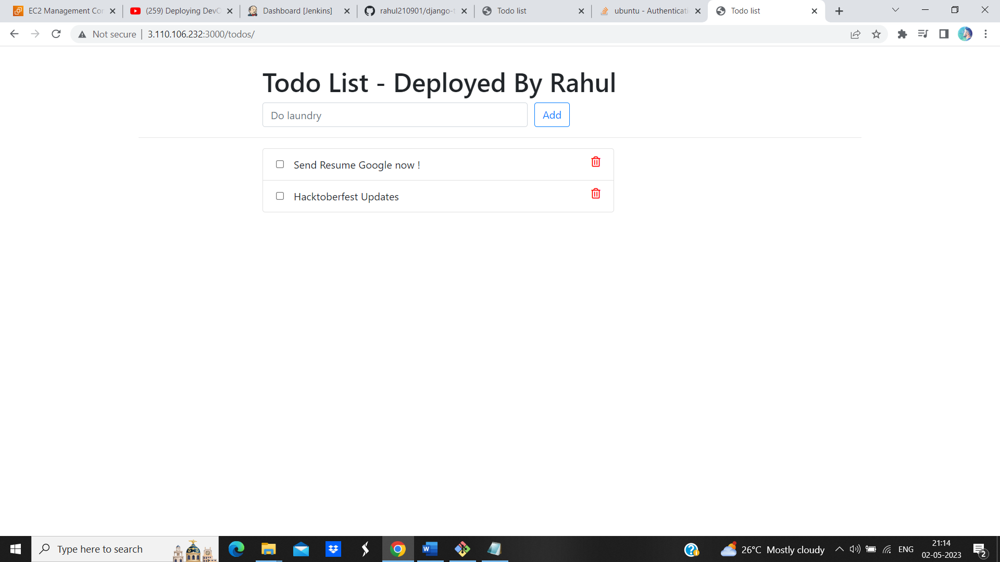 EC2 Management Con
(259) Deploying DevO
Dashboard [Jenkins]
rahul210901/django-t
Todo list
ubuntu - Authenticati
Todo list
Not secure
3.110.106.232:3000/todos/
Todo List - Deployed By Rahul
Do laundry
Add
Send Resume Google now !
Hacktoberfest Updates
Type here to search
26°C Mostly cloudy
ENG
21:14
02-05-2023
2